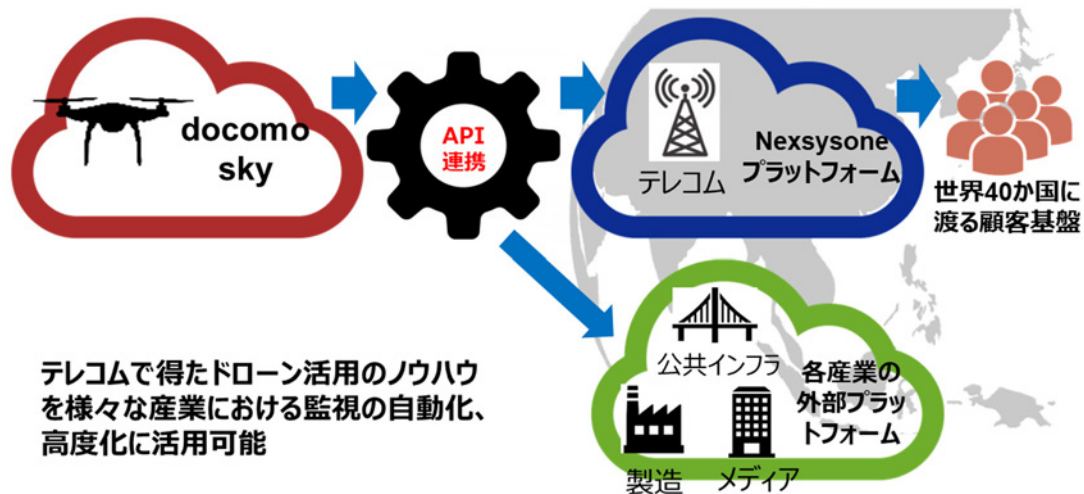 docomo
sky
API
連携
テレコム
Nexsysone
プラットフォーム
世界40か国に
渡る顧客基盤
テレコムで得たドローン活用のノウハウ
を様々な産業における監視の自動化、
高度化に活用可能
公共インフラ
製造
メディア
各産業の
外部プラッ
トフォーム